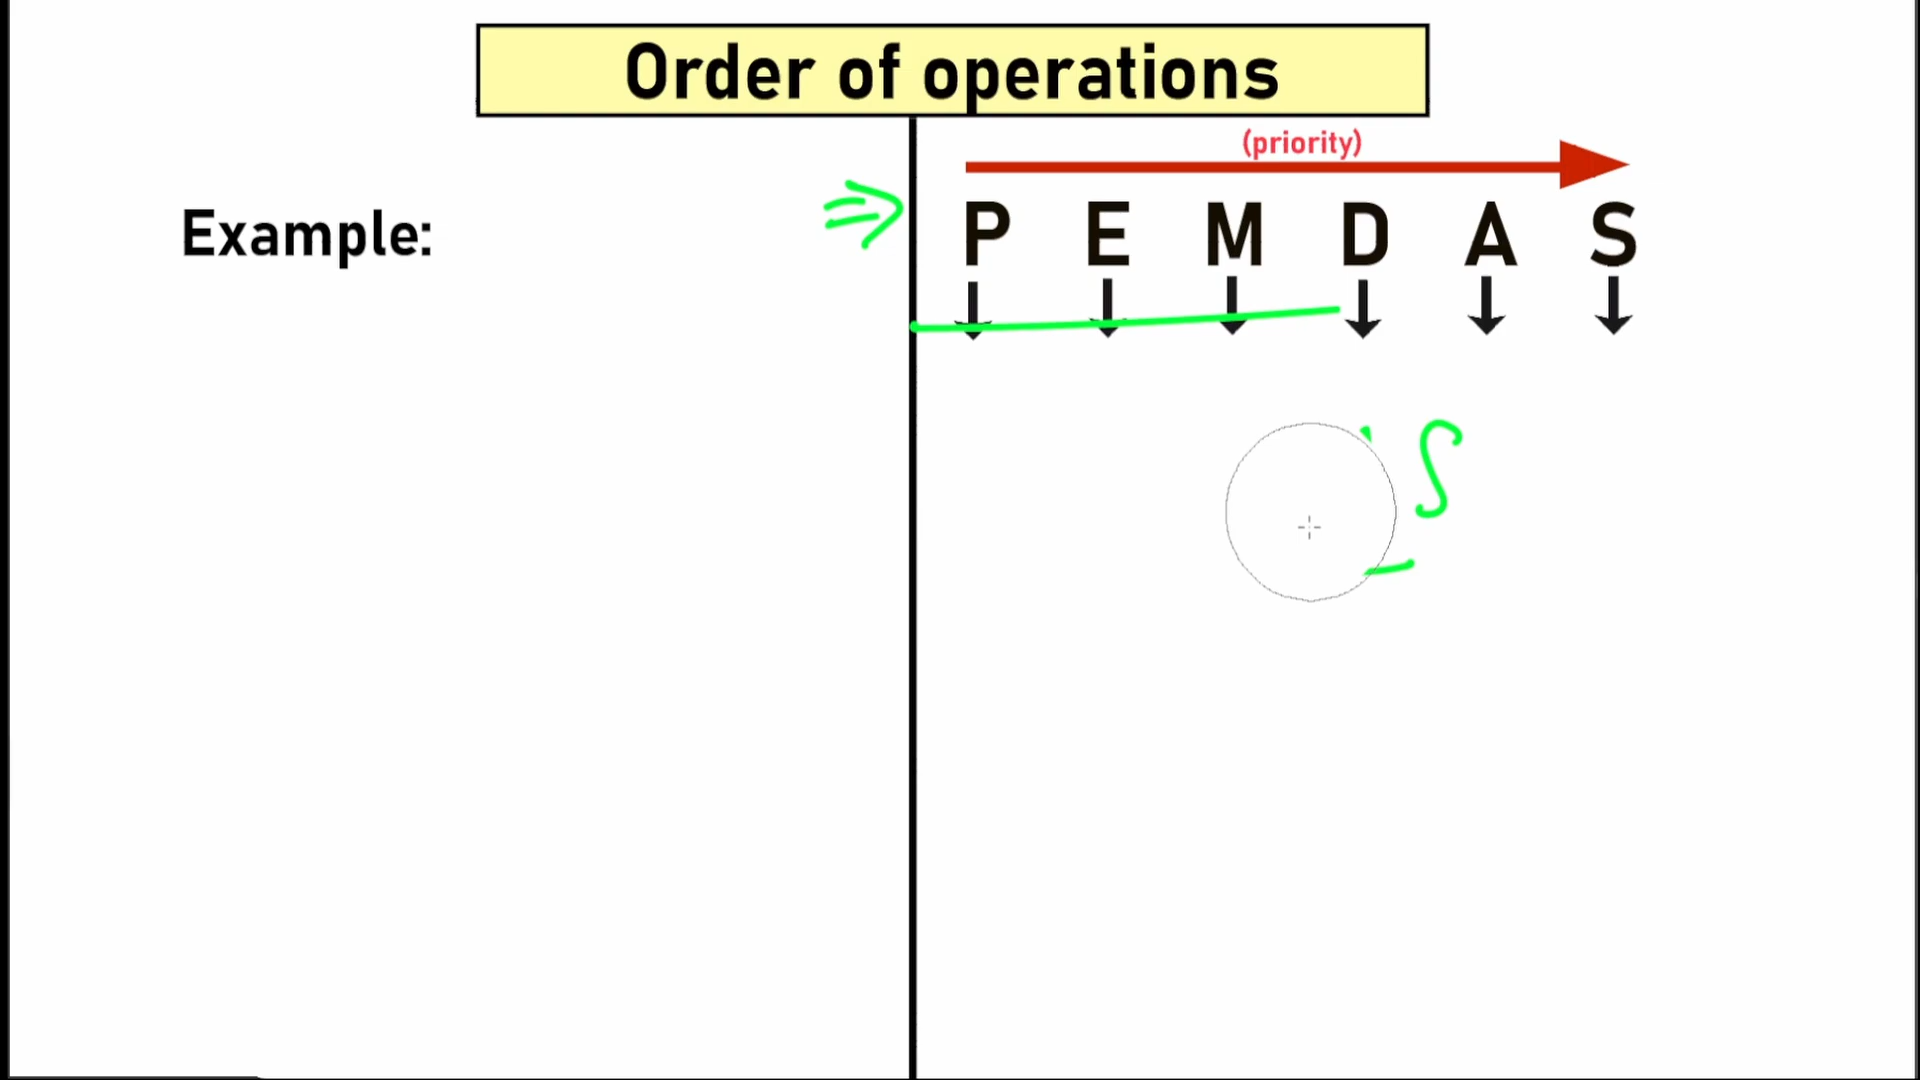 Order of operations
(priority)
Example:
P E M D A S
S